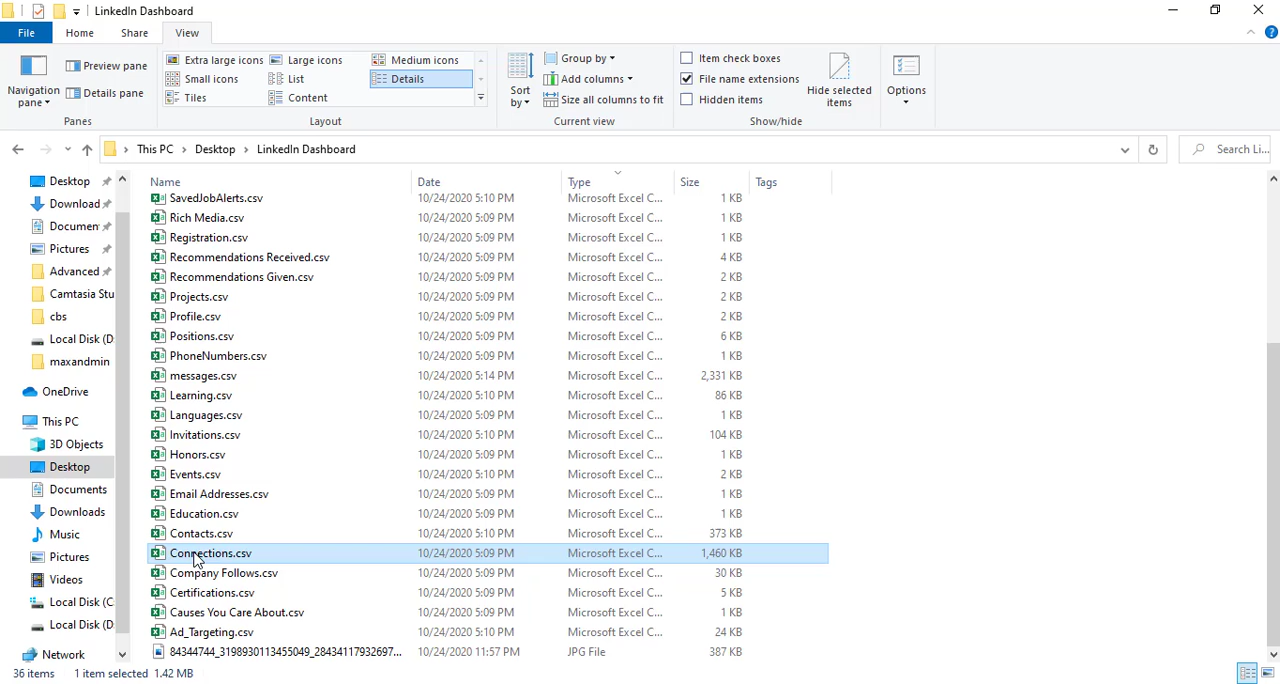 LinkedIn Dashboard
File Home Share View
Extra large icons Large icons Medium icons
Small icons List Details
Tiles Content
Navigation pane
Preview pane
Details pane
Panes
Layout
Sort by
Group by
Add columns
Size all columns to fit
Current view
Item check boxes
File name extensions
Hidden items
Hide selected items
Show/hide
Options
This PC Desktop LinkedIn Dashboard
Search Li...
Name Date Type Size Tags
SavedJobAlerts.csv 10/24/2020 5:10 PM Microsoft Excel C... 1 KB
Rich Media.csv 10/24/2020 5:09 PM Microsoft Excel C... 1 KB
Registration.csv 10/24/2020 5:09 PM Microsoft Excel C... 1 KB
Recommendations Received.csv 10/24/2020 5:09 PM Microsoft Excel C... 4 KB
Recommendations Given.csv 10/24/2020 5:09 PM Microsoft Excel C... 2 KB
Projects.csv 10/24/2020 5:09 PM Microsoft Excel C... 2 KB
Profile.csv 10/24/2020 5:09 PM Microsoft Excel C... 2 KB
Positions.csv 10/24/2020 5:09 PM Microsoft Excel C... 6 KB
PhoneNumbers.csv 10/24/2020 5:09 PM Microsoft Excel C... 1 KB
messages.csv 10/24/2020 5:14 PM Microsoft Excel C... 2,331 KB
Learning.csv 10/24/2020 5:10 PM Microsoft Excel C... 86 KB
Languages.csv 10/24/2020 5:09 PM Microsoft Excel C... 1 KB
Invitations.csv 10/24/2020 5:10 PM Microsoft Excel C... 104 KB
Honors.csv 10/24/2020 5:09 PM Microsoft Excel C... 1 KB
Events.csv 10/24/2020 5:10 PM Microsoft Excel C... 2 KB
Email Addresses.csv 10/24/2020 5:09 PM Microsoft Excel C... 1 KB
Education.csv 10/24/2020 5:09 PM Microsoft Excel C... 1 KB
Contacts.csv 10/24/2020 5:10 PM Microsoft Excel C... 373 KB
Connections.csv 10/24/2020 5:09 PM Microsoft Excel C... 1,460 KB
Company Follows.csv 10/24/2020 5:09 PM Microsoft Excel C... 30 KB
Certifications.csv 10/24/2020 5:09 PM Microsoft Excel C... 5 KB
Causes You Care About.csv 10/24/2020 5:09 PM Microsoft Excel C... 1 KB
Ad_Targeting.csv 10/24/2020 5:10 PM Microsoft Excel C... 24 KB
84344744_3198930113455049_28434117932697... 10/24/2020 11:57 PM JPG File 387 KB
Desktop
Download
Documen
Pictures
Advanced
Camtasia Stu
cbs
Local Disk (D
maxandmin
OneDrive
This PC
3D Objects
Desktop
Documents
Downloads
Music
Pictures
Videos
Local Disk (C
Local Disk (D
Network
36 items 1 item selected 1.42 MB